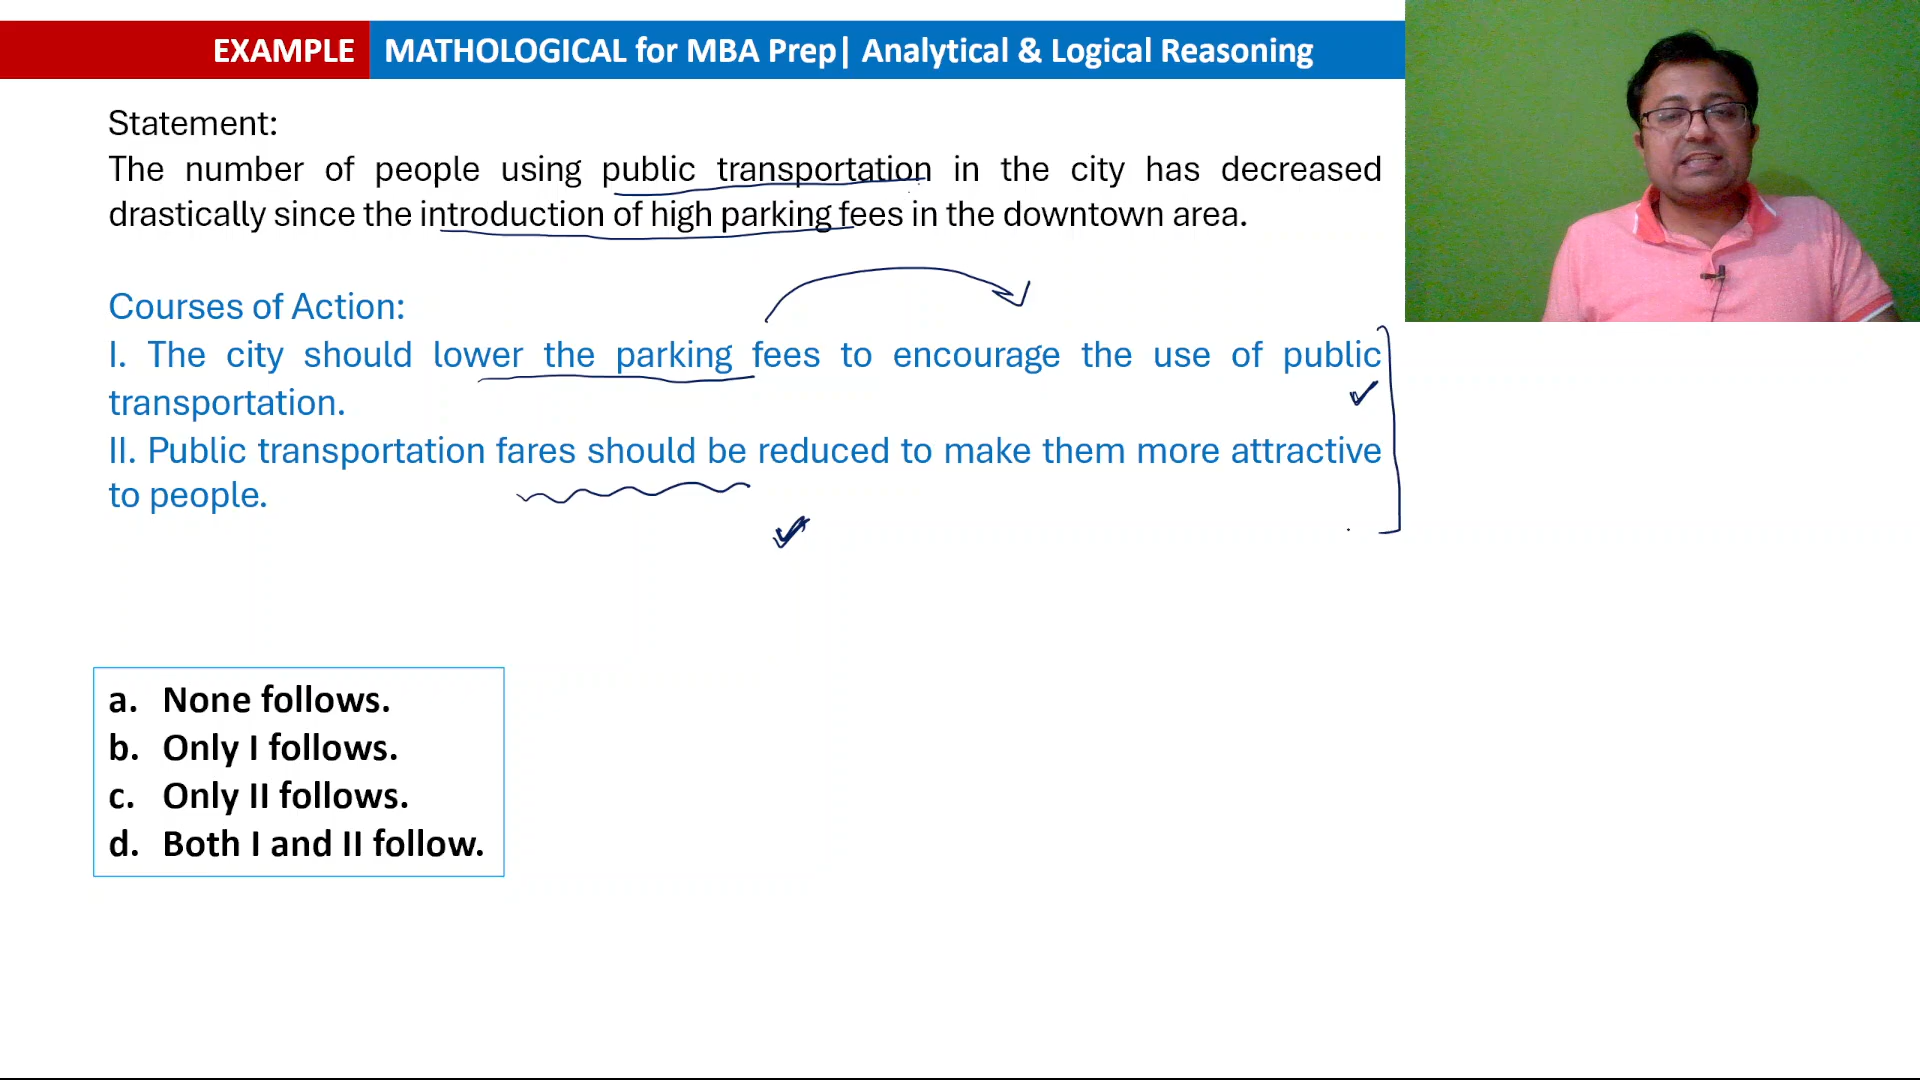 EXAMPLE MATHOLOGICAL for MBA Prep| Analytical & Logical Reasoning
Statement:
The number of people using public transportation in the city has decreased
drastically since the introduction of high parking fees in the downtown area.
Courses of Action:
I. The city should lower the parking fees to encourage the use of public
transportation.
II. Public transportation fares should be reduced to make them more attractive
to people.
a. None follows.
b. Only I follows.
c. Only II follows.
d. Both I and II follow.